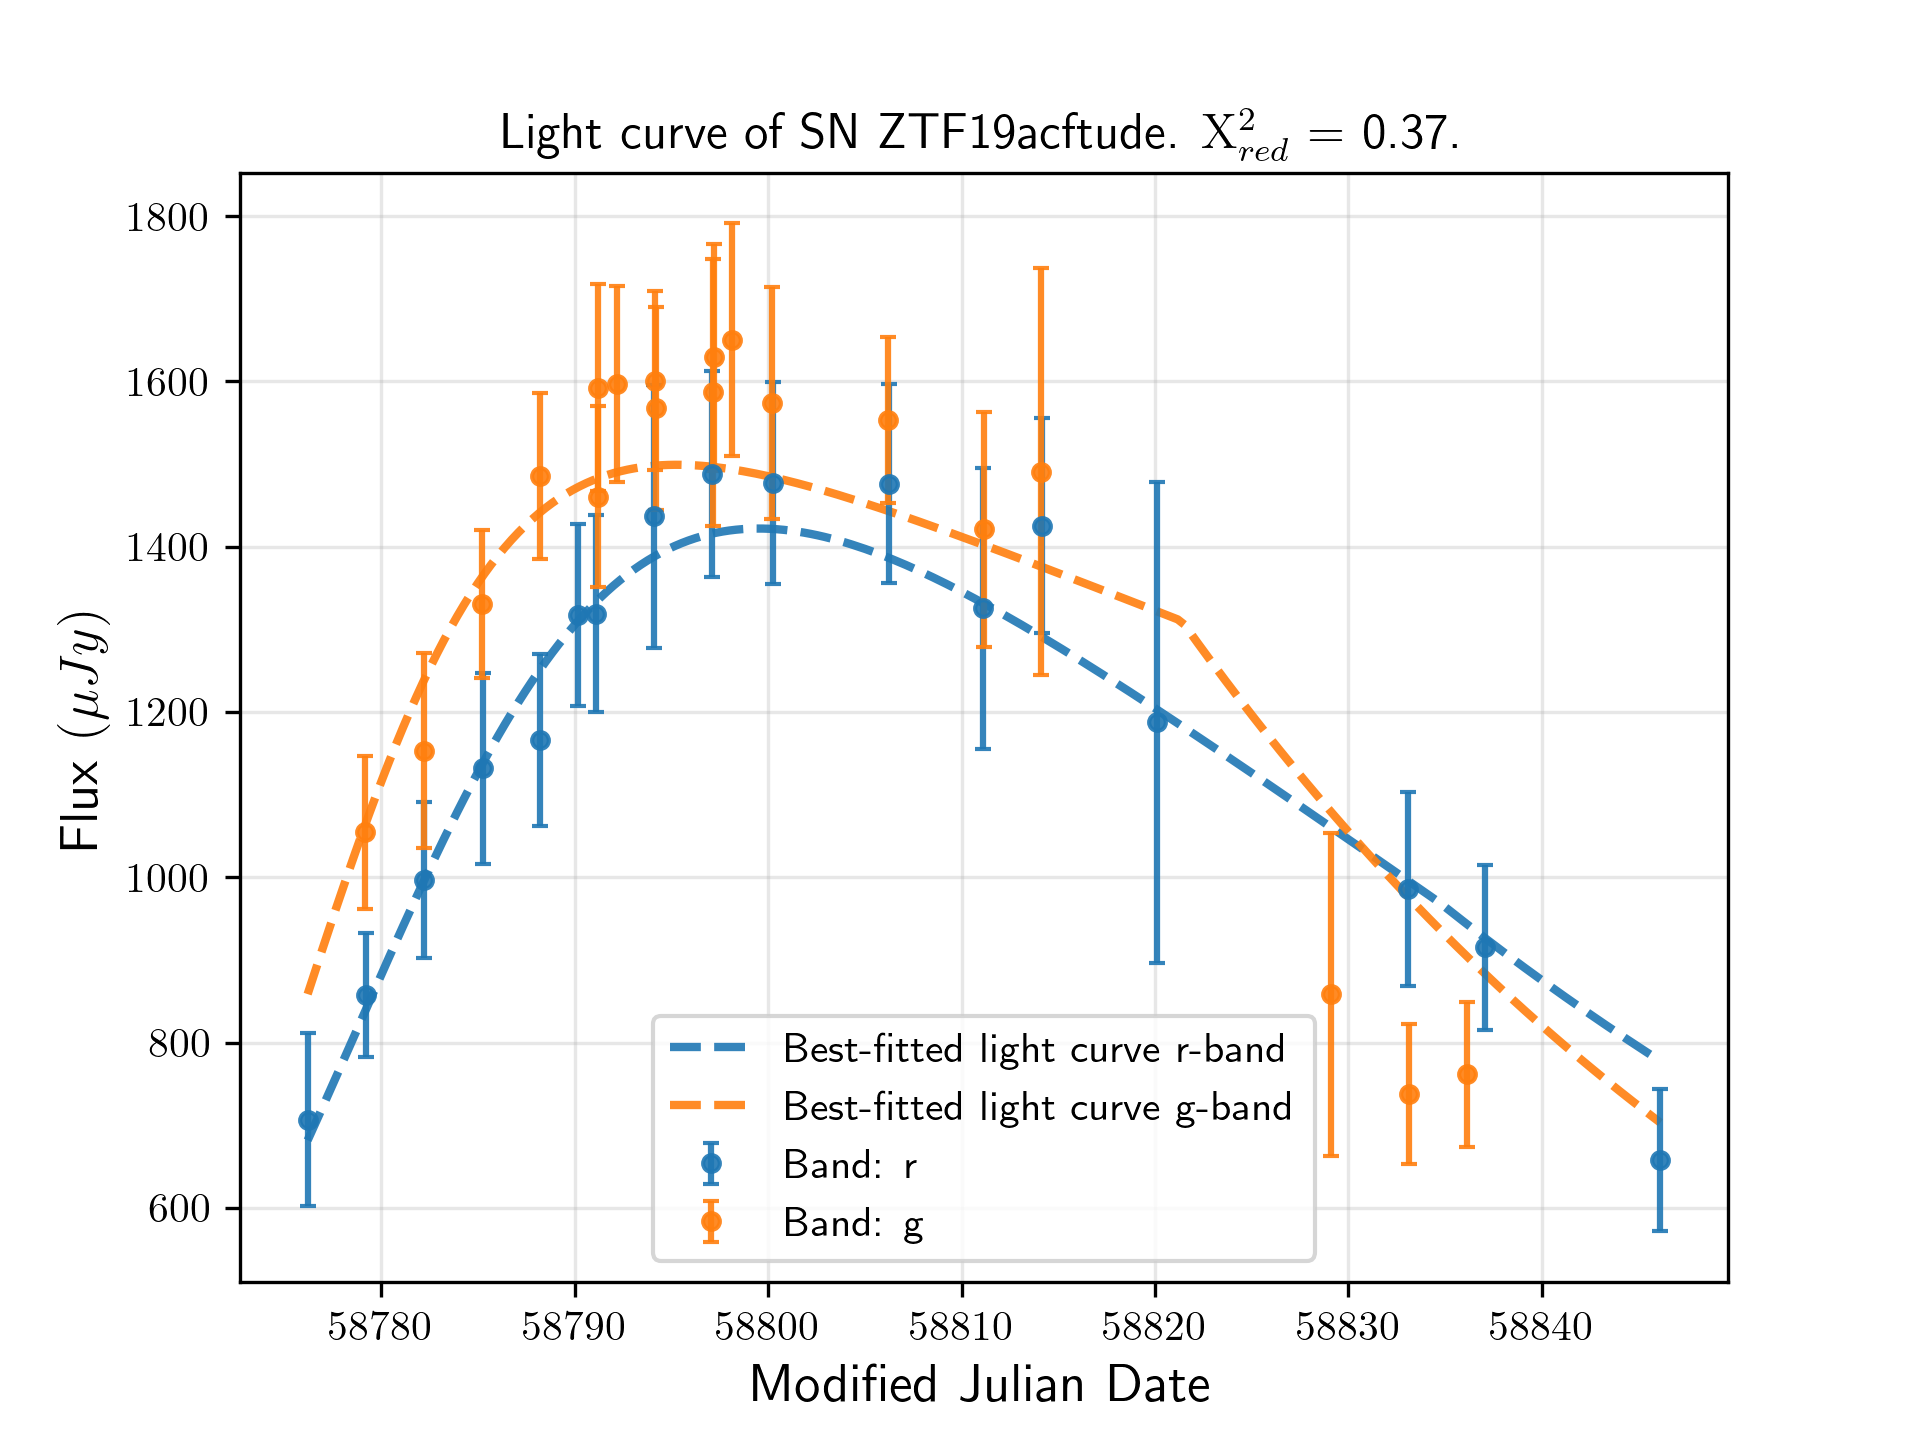 Light curve of SN ZTF19acftude. X²_red = 0.37.
1800
1600
1400
1200
1000
800
600
Flux (μJy)
Best-fitted light curve r-band
Best-fitted light curve g-band
Band: r
Band: g
58780 58790 58800 58810 58820 58830 58840
Modified Julian Date